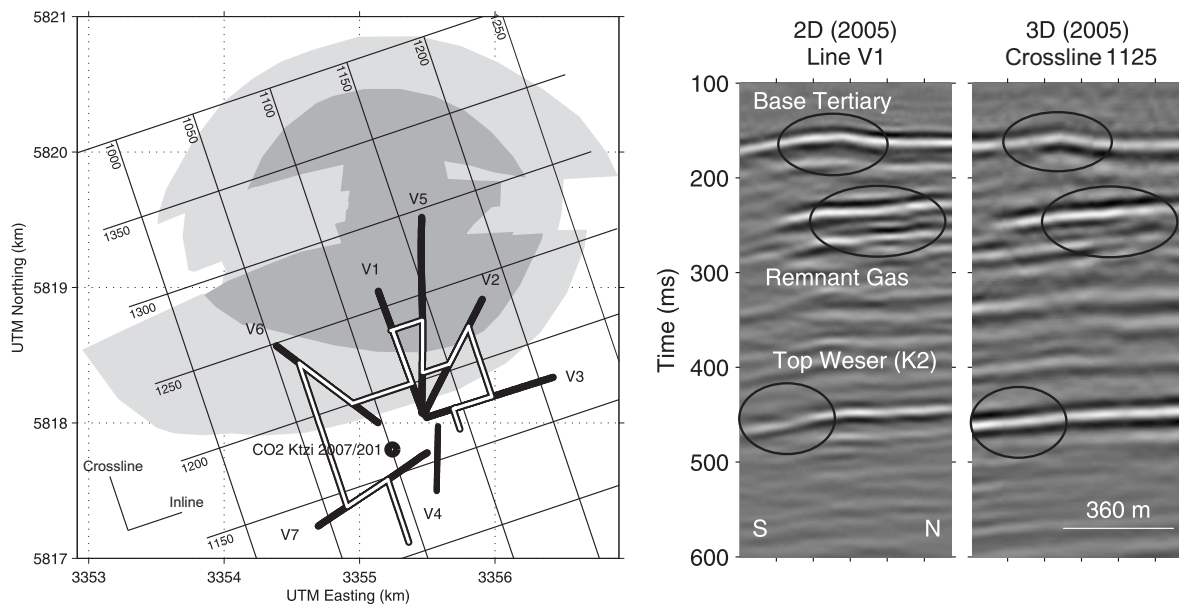 5821
5820
5819
5818
5817
UTM Northing (km)
3353
3354
3355
3356
UTM Easting (km)
1000
1050
1100
1150
1200
1250
1350
1300
1250
1200
1150
V5
V1
V2
V6
V3
CO2 Ktzi 2007/201
V4
V7
Crossline
Inline
2D (2005)
Line V1
3D (2005)
Crossline 1125
Time (ms)
100
200
300
400
500
600
Base Tertiary
Remnant Gas
Top Weser (K2)
S
N
360 m